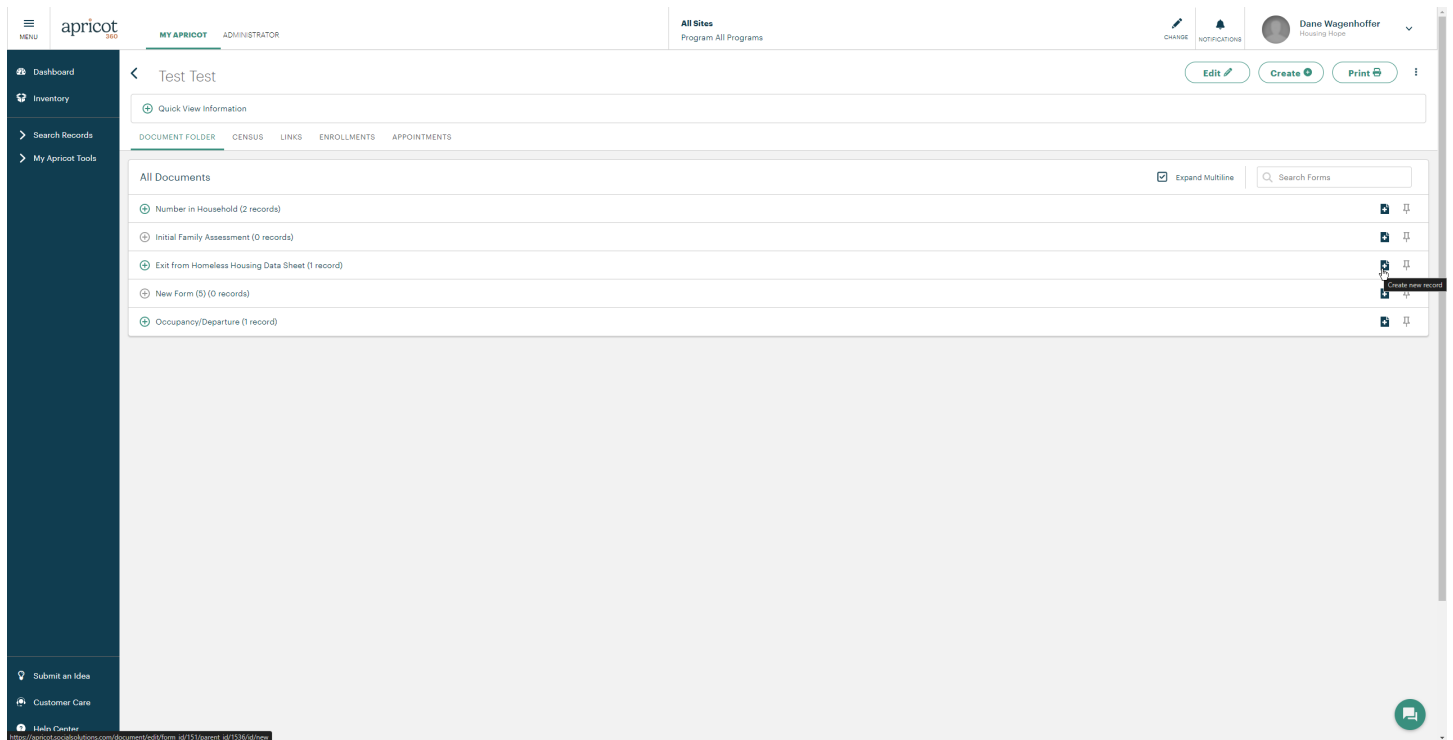 MENU
apricot
360
MY APRICOT
ADMINISTRATOR
All Sites
Program All Programs
CHANGE
NOTIFICATIONS
Dane Wagenhoffer
Housing Hope
Dashboard
Inventory
Search Records
My Apricot Tools
Test Test
Edit
Create
Print
Quick View Information
DOCUMENT FOLDER
CENSUS
LINKS
ENROLLMENTS
APPOINTMENTS
All Documents
Expand Multiline
Search Forms
Number in Household (2 records)
Initial Family Assessment (0 records)
Exit from Homeless Housing Data Sheet (1 record)
Create new record
New Form (5) (0 records)
Occupancy/Departure (1 record)
Submit an Idea
Customer Care
Help Center
https://apricot.socialsolutions.com/document/edit/form_id/151/parent_id/1536/id/new